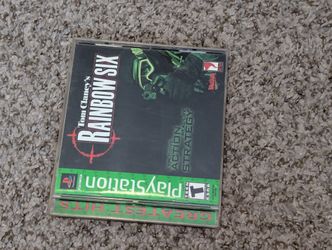 Tom Clancy's
RAINBOW SIX
ACTION
STRATEGY
PlayStation
GREATEST HITS
T